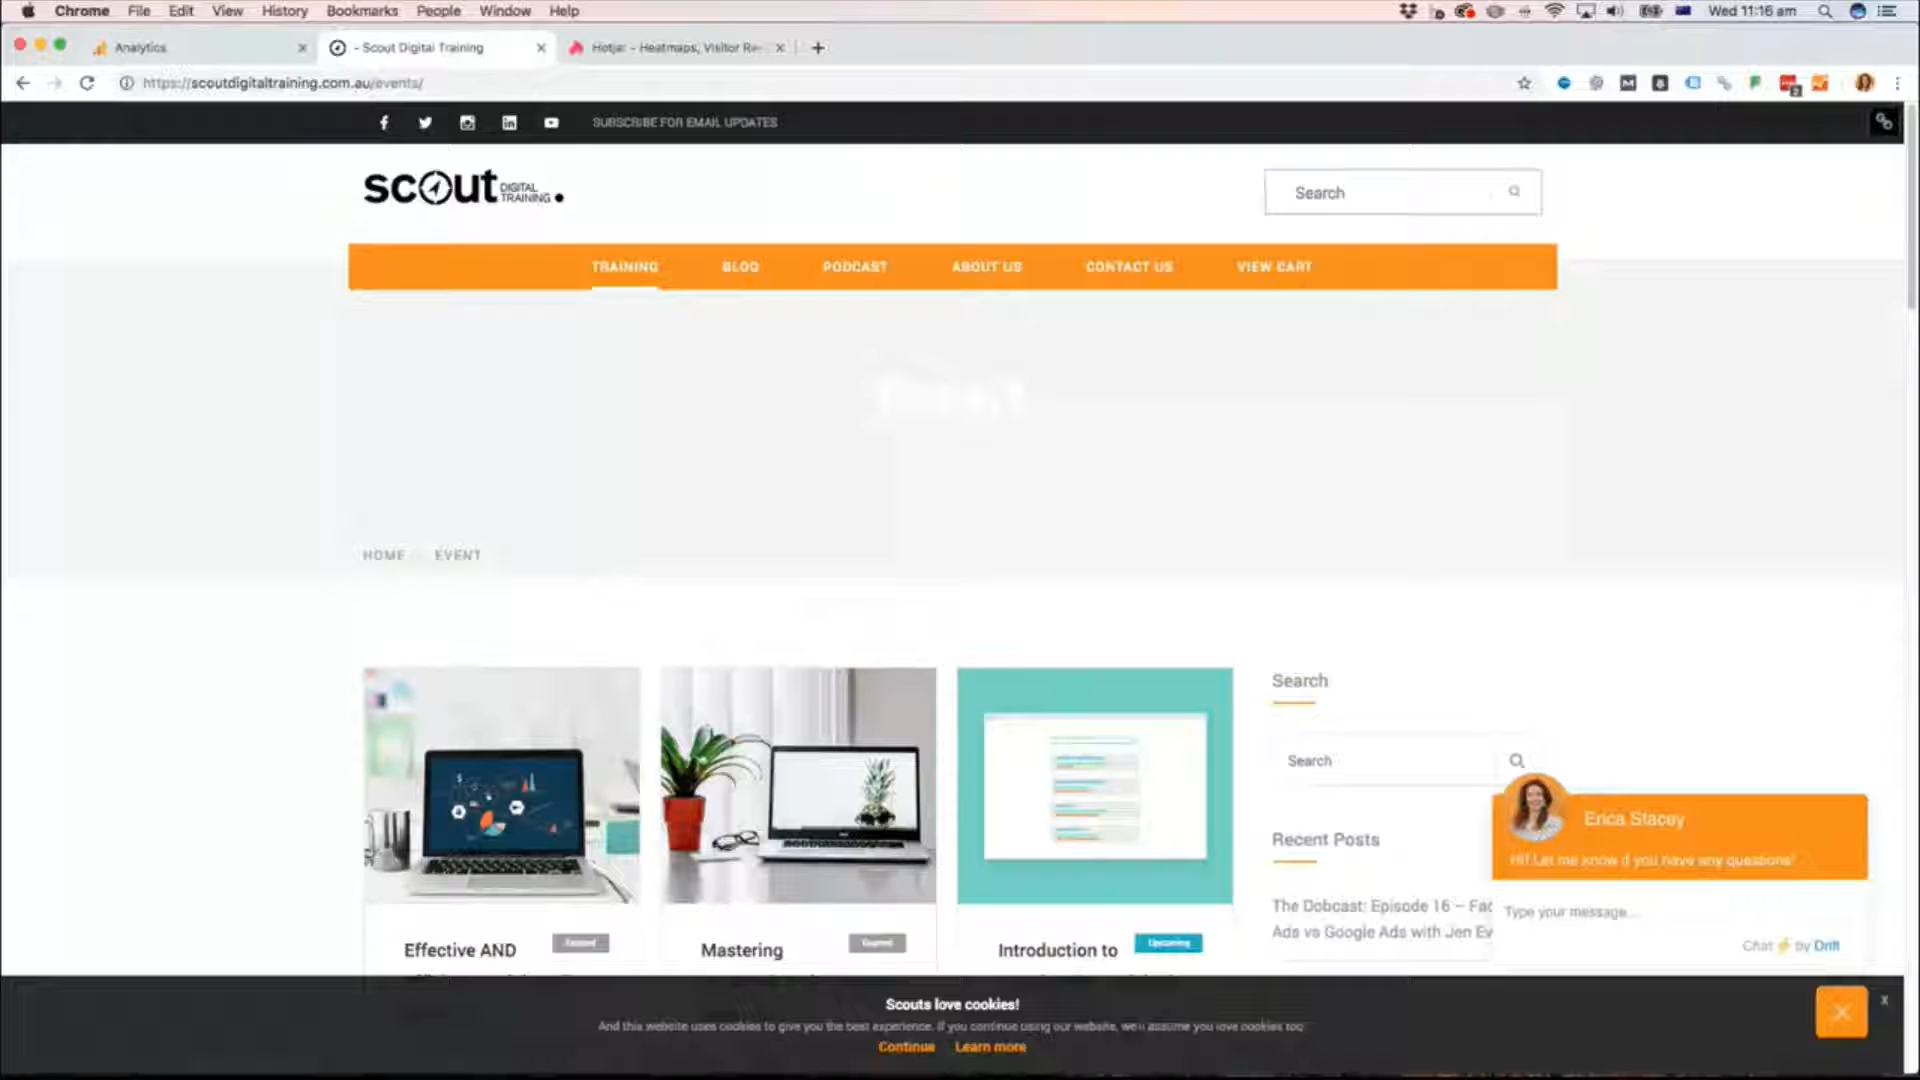 Chrome File Edit View History Bookmarks People Window Help Wed 11:16 am
Analytics - Scout Digital Training Hotjar - Heatmaps, Visitor Re
https://scoutdigitaltraining.com.au/events/
SUBSCRIBE FOR EMAIL UPDATES
scout DIGITAL TRAINING
Search
TRAINING BLOG PODCAST ABOUT US CONTACT US VIEW CART
HOME EVENT
Search
Search
Recent Posts
The Dobcast: Episode 16 – Fac
Ads vs Google Ads with Jen Ev
Erica Stacey
Hi! Let me know if you have any questions!
Type your message...
Chat ⚡ by Drift
Effective AND Expired
Mastering Expired
Introduction to Upcoming
Scouts love cookies!
And this website uses cookies to give you the best experience. If you continue using our website, we'll assume you love cookies too
Continue Learn more
x